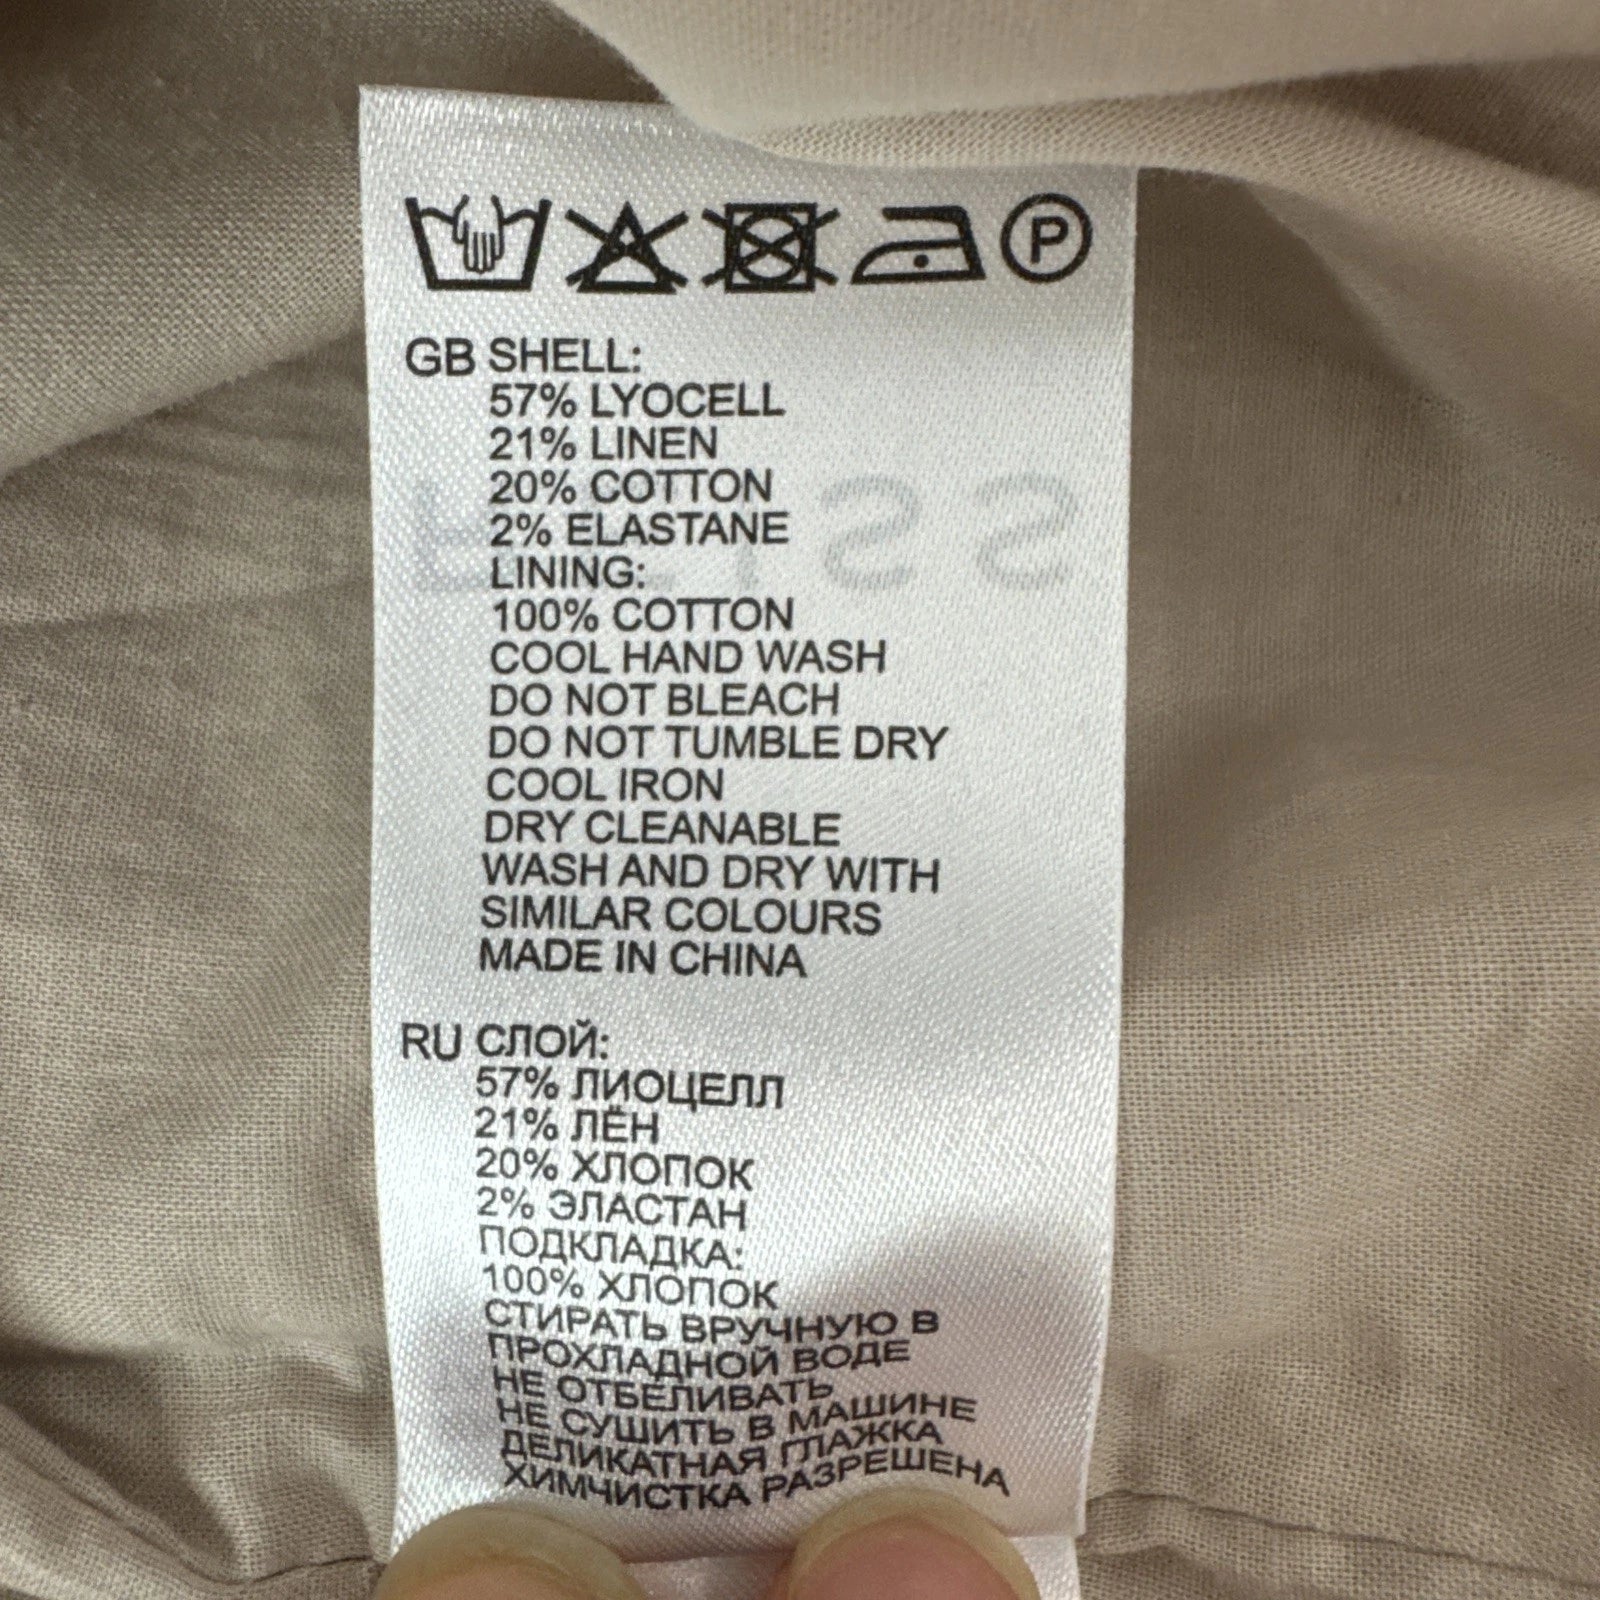 P
GB SHELL:
57% LYOCELL
21% LINEN
20% COTTON
2% ELASTANE
LINING:
100% COTTON
COOL HAND WASH
DO NOT BLEACH
DO NOT TUMBLE DRY
COOL IRON
DRY CLEANABLE
WASH AND DRY WITH
SIMILAR COLOURS
MADE IN CHINA
RU СЛОЙ:
57% ЛИОЦЕЛЛ
21% ЛЁН
20% ХЛОПОК
2% ЭЛАСТАН
ПОДКЛАДКА:
100% ХЛОПОК
СТИРАТЬ ВРУЧНУЮ В
ПРОХЛАДНОЙ ВОДЕ
НЕ ОТБЕЛИВАТЬ
НЕ СУШИТЬ В МАШИНЕ
ДЕЛИКАТНАЯ ГЛАЖКА
ХИМЧИСТКА РАЗРЕШЕНА